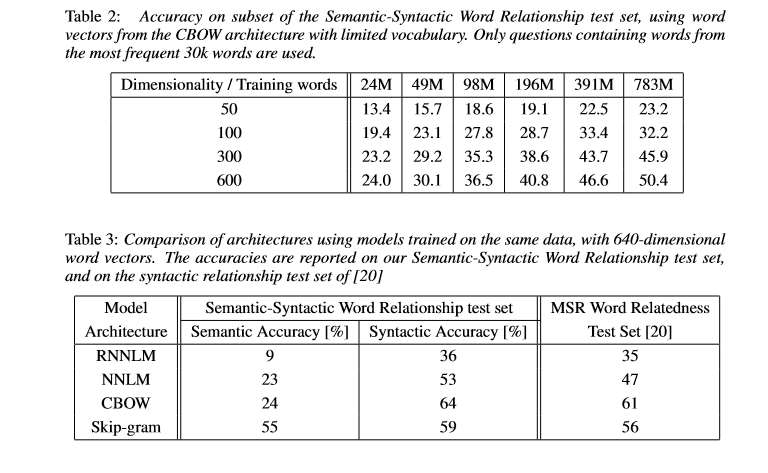 Table 2: Accuracy on subset of the Semantic-Syntactic Word Relationship test set, using word
vectors from the CBOW architecture with limited vocabulary. Only questions containing words from
the most frequent 30k words are used.
Dimensionality / Training words 24M 49M 98M 196M 391M 783M
50 13.4 15.7 18.6 19.1 22.5 23.2
100 19.4 23.1 27.8 28.7 33.4 32.2
300 23.2 29.2 35.3 38.6 43.7 45.9
600 24.0 30.1 36.5 40.8 46.6 50.4
Table 3: Comparison of architectures using models trained on the same data, with 640-dimensional
word vectors. The accuracies are reported on our Semantic-Syntactic Word Relationship test set,
and on the syntactic relationship test set of [20]
Model Semantic-Syntactic Word Relationship test set MSR Word Relatedness
Architecture Semantic Accuracy [%] Syntactic Accuracy [%] Test Set [20]
RNNLM 9 36 35
NNLM 23 53 47
CBOW 24 64 61
Skip-gram 55 59 56